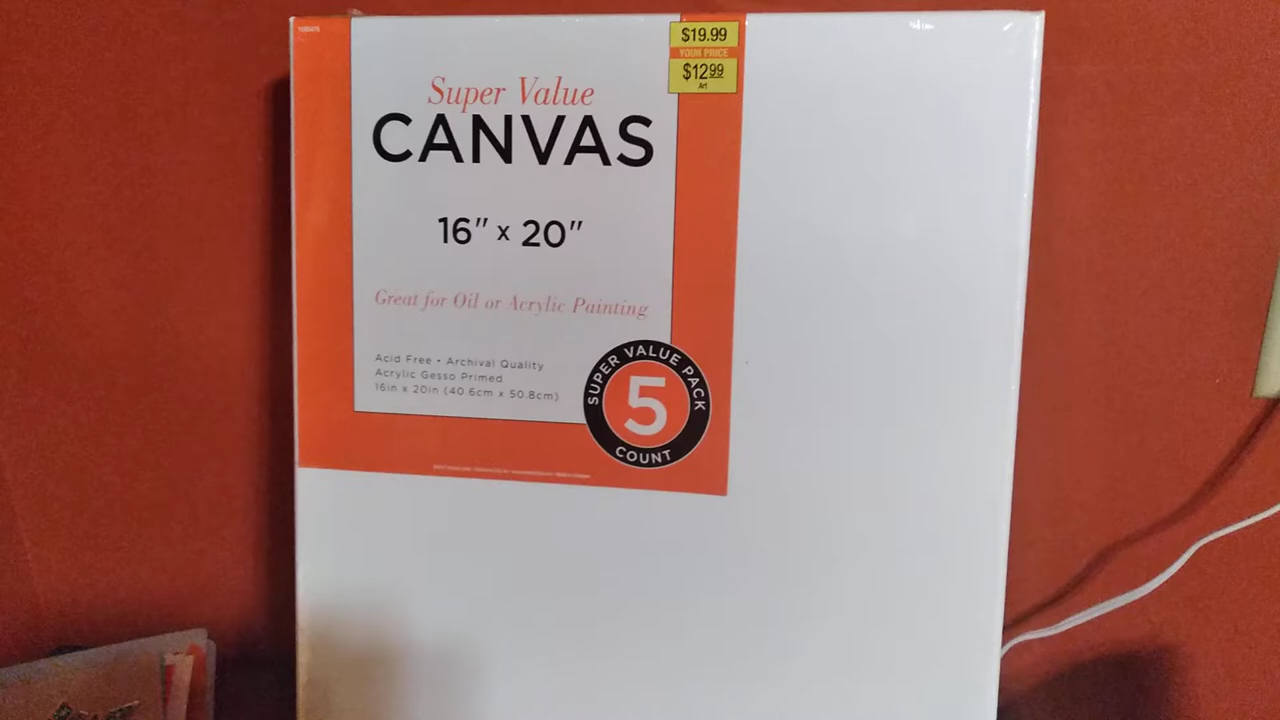 $19.99
YOUR PRICE
$12.99
Art
Super Value
CANVAS
16" x 20"
Great for Oil or Acrylic Painting
Acid Free • Archival Quality
Acrylic Gesso Primed
16in x 20in (40.6cm x 50.8cm)
SUPER VALUE PACK
5
COUNT